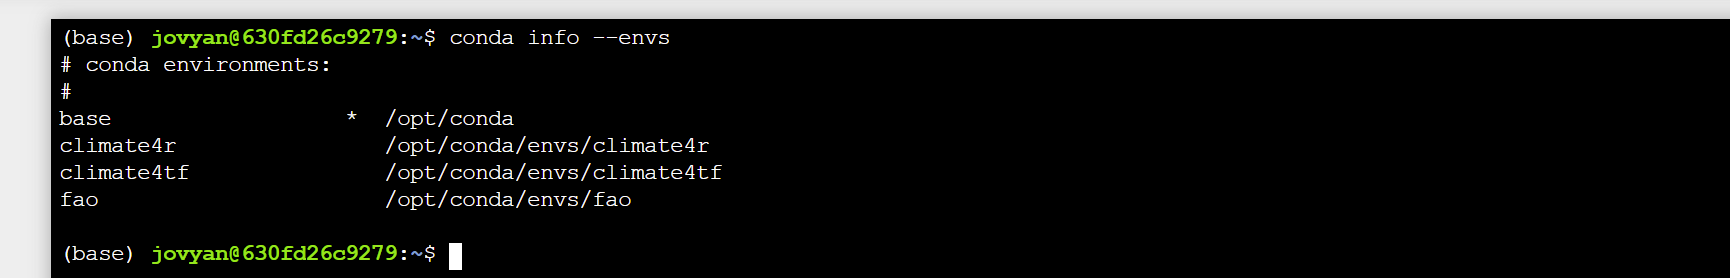 (base) jovyan@630fd26c9279:~$ conda info --envs
# conda environments:
#
base                  *  /opt/conda
climate4r                /opt/conda/envs/climate4r
climate4tf               /opt/conda/envs/climate4tf
fao                      /opt/conda/envs/fao
(base) jovyan@630fd26c9279:~$